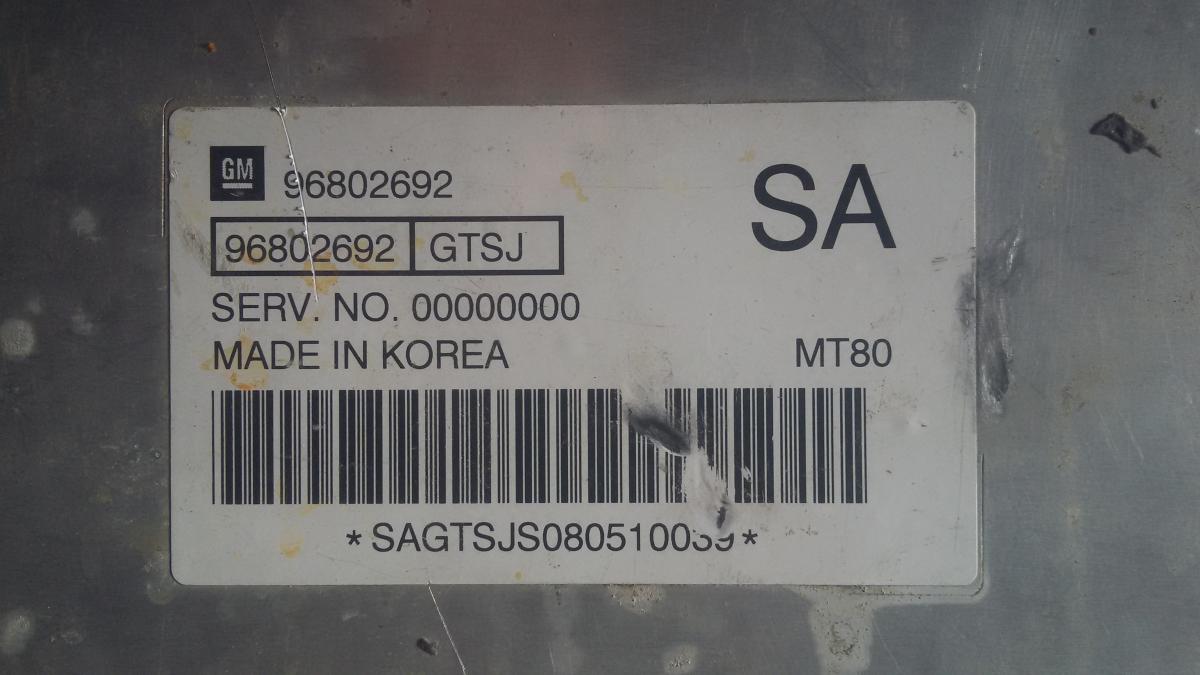 GM 96802692
SA
96802692 GTSJ
SERV. NO. 00000000
MADE IN KOREA
MT80
*SAGTSJS080510039*